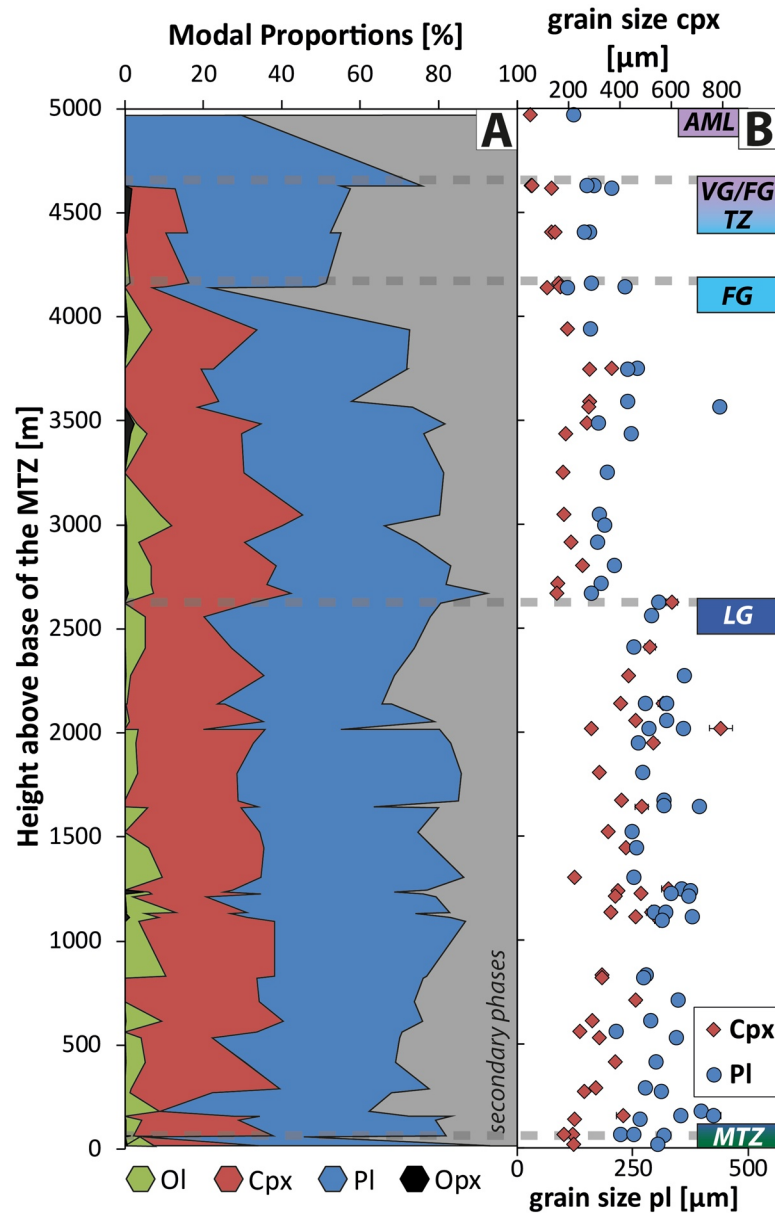 Modal Proportions [%]
grain size cpx
[µm]
0 20 40 60 80 100
200 400 600 800
5000
4500
4000
3500
3000
2500
2000
1500
1000
500
0
Height above base of the MTZ [m]
A
B
AML
VG/FG
TZ
FG
LG
MTZ
secondary phases
Cpx
Pl
0 250 500
grain size pl [µm]
Ol Cpx Pl Opx